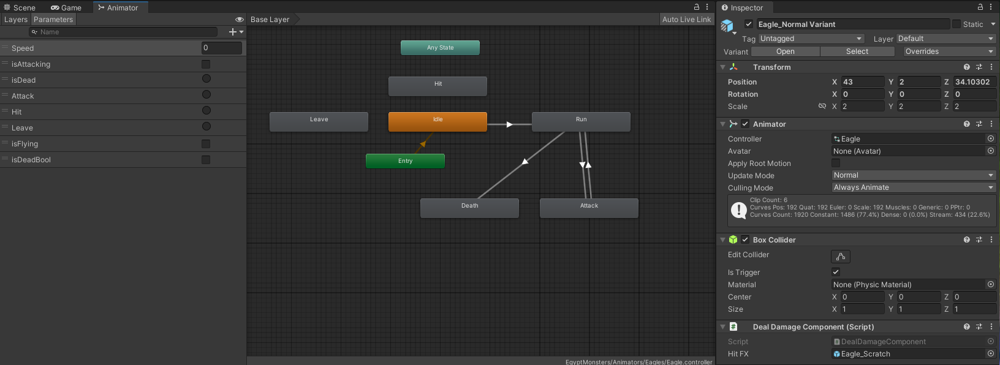 Scene Game Animator
Layers Parameters
Name
Speed 0
isAttacking
isDead
Attack
Hit
Leave
isFlying
isDeadBool
Base Layer Auto Live Link
Any State
Hit
Leave
Idle
Run
Entry
Death
Attack
EgyptMonsters/Animators/Eagles/Eagle.controller
Inspector
Eagle_Normal Variant Static
Tag Untagged Layer Default
Variant Open Select Overrides
Transform
Position X 43 Y 2 Z 34.10302
Rotation X 0 Y 0 Z 0
Scale X 2 Y 2 Z 2
Animator
Controller Eagle
Avatar None (Avatar)
Apply Root Motion
Update Mode Normal
Culling Mode Always Animate
Clip Count: 6
Curves Pos: 192 Quat: 192 Euler: 0 Scale: 192 Muscles: 0 Generic: 0 PPtr: 0
Curves Count: 1920 Constant: 1486 (77.4%) Dense: 0 (0.0%) Stream: 434 (22.6%)
Box Collider
Edit Collider
Is Trigger
Material None (Physic Material)
Center X 0 Y 0 Z 0
Size X 1 Y 1 Z 1
Deal Damage Component (Script)
Script DealDamageComponent
Hit FX Eagle_Scratch